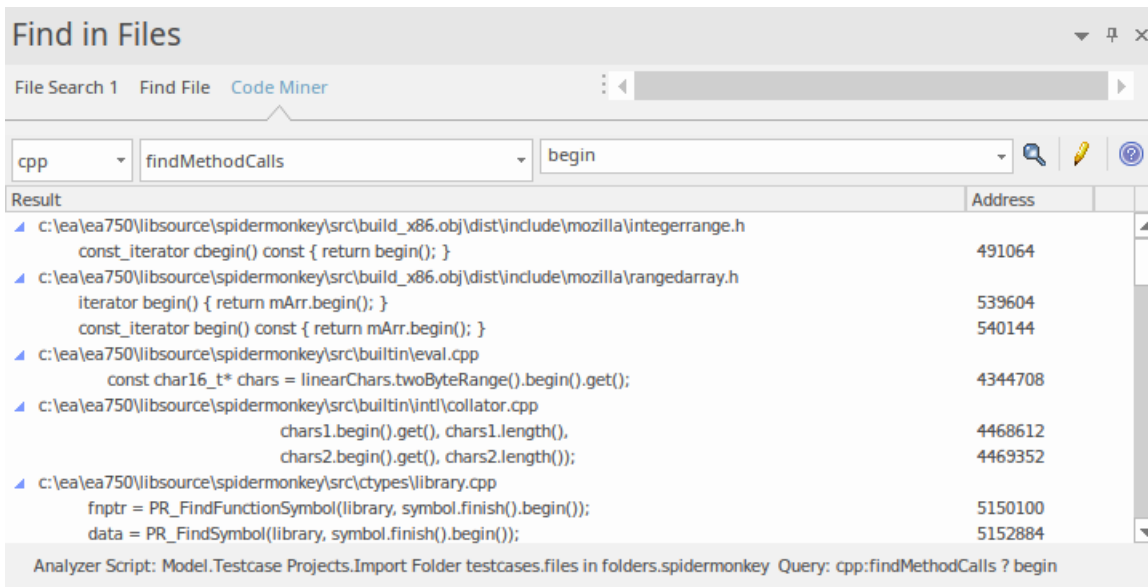 Find in Files
File Search 1 Find File Code Miner
cpp findMethodCalls begin
Result Address
c:\ea\ea750\libsource\spidermonkey\src\build_x86.obj\dist\include\mozilla\integerrange.h
const_iterator cbegin() const { return begin(); } 491064
c:\ea\ea750\libsource\spidermonkey\src\build_x86.obj\dist\include\mozilla\rangedarray.h
iterator begin() { return mArr.begin(); } 539604
const_iterator begin() const { return mArr.begin(); } 540144
c:\ea\ea750\libsource\spidermonkey\src\builtin\eval.cpp
const char16_t* chars = linearChars.twoByteRange().begin().get(); 4344708
c:\ea\ea750\libsource\spidermonkey\src\builtin\intl\collator.cpp
chars1.begin().get(), chars1.length(), 4468612
chars2.begin().get(), chars2.length()); 4469352
c:\ea\ea750\libsource\spidermonkey\src\ctypes\library.cpp
fnptr = PR_FindFunctionSymbol(library, symbol.finish().begin()); 5150100
data = PR_FindSymbol(library, symbol.finish().begin()); 5152884
Analyzer Script: Model.Testcase Projects.Import Folder testcases.files in folders.spidermonkey Query: cpp:findMethodCalls ? begin